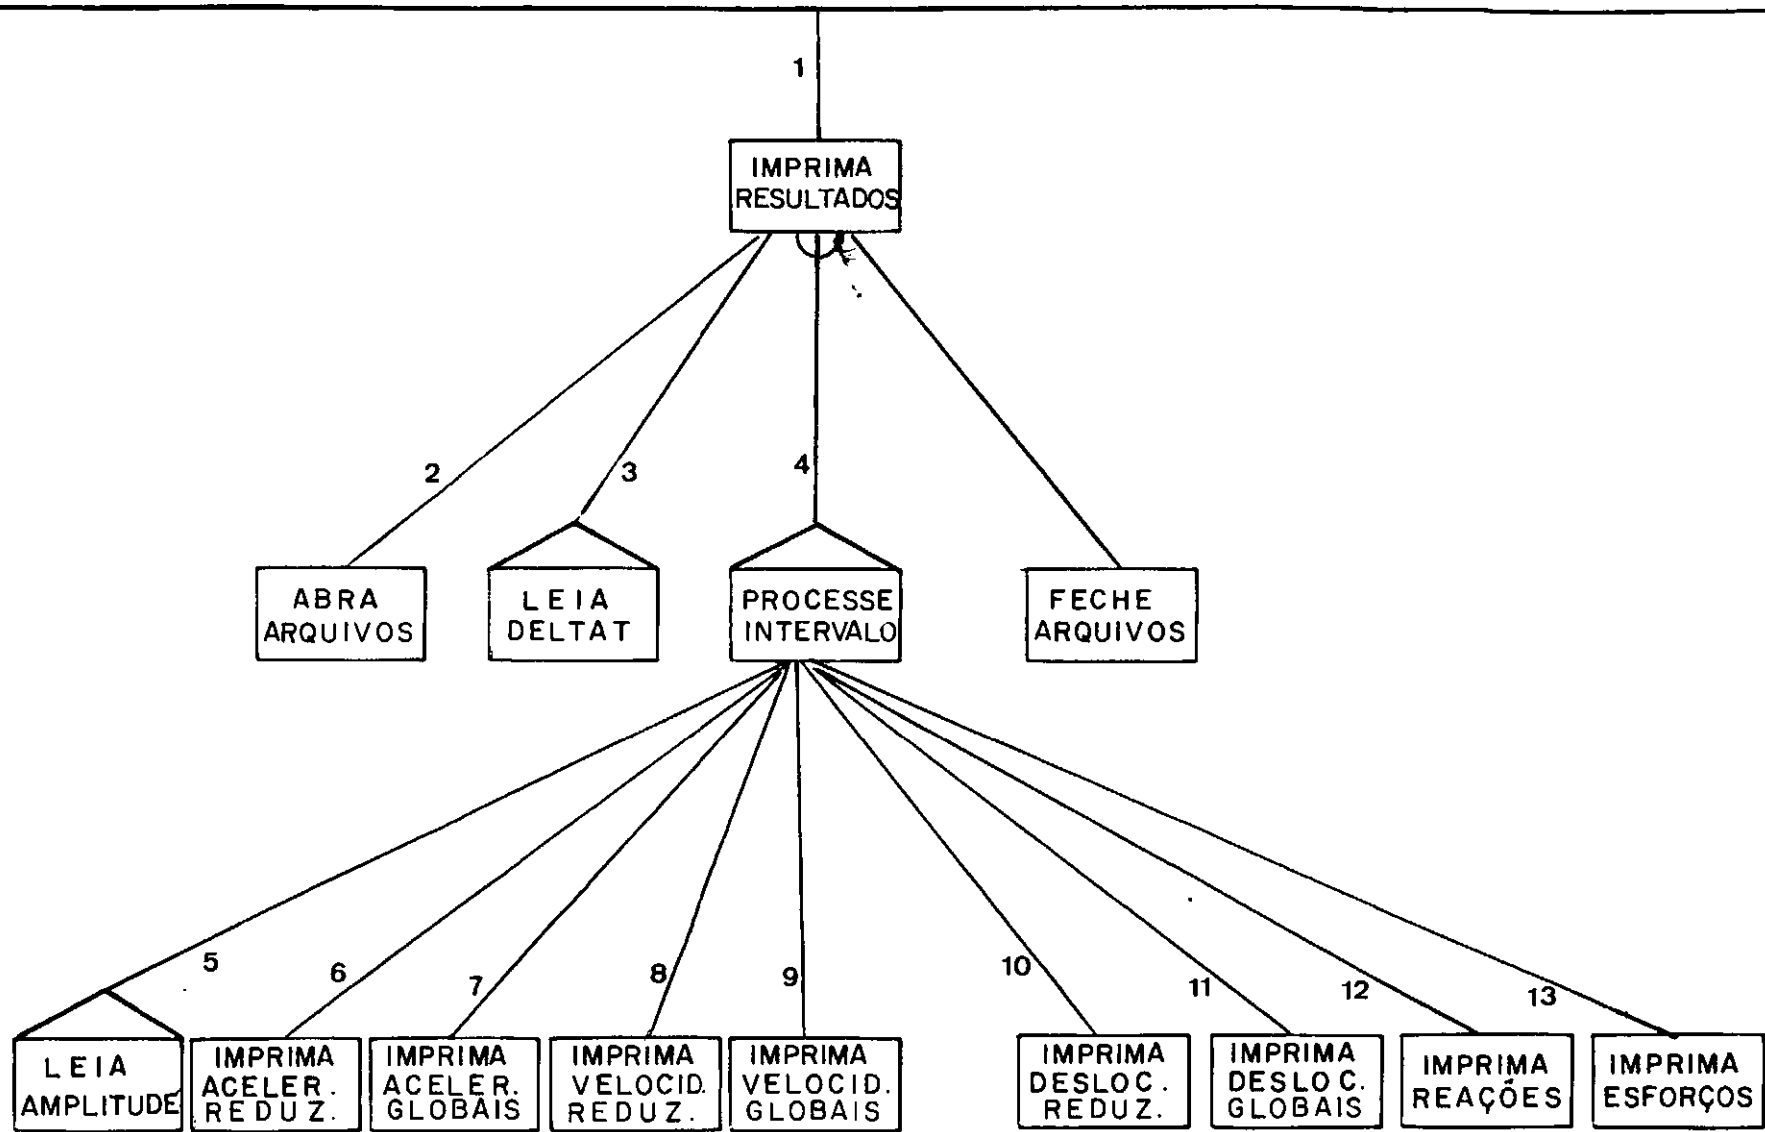 1
IMPRIMA
RESULTADOS
2
3
4
ABRA
ARQUIVOS
LEIA
DELTAT
PROCESSE
INTERVALO
FECHE
ARQUIVOS
5
6
7
8
9
10
11
12
13
LEIA
AMPLITUDE
IMPRIMA
ACELER.
REDUZ.
IMPRIMA
ACELER.
GLOBAIS
IMPRIMA
VELOCID.
REDUZ.
IMPRIMA
VELOCID.
GLOBAIS
IMPRIMA
DESLOC.
REDUZ.
IMPRIMA
DESLOC.
GLOBAIS
IMPRIMA
REAÇÕES
IMPRIMA
ESFORÇOS